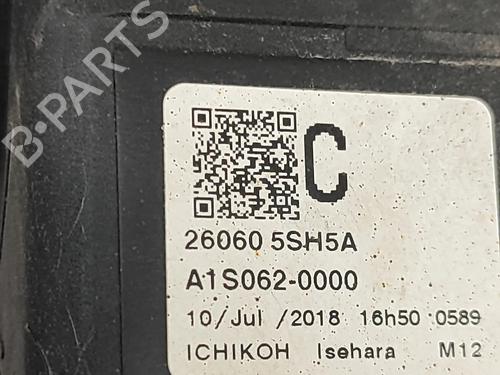 B-PARTS
C
26060 5SH5A
A1S062-0000
10/Jul /2018 16h50 0589
ICHIKOH Isehara M12